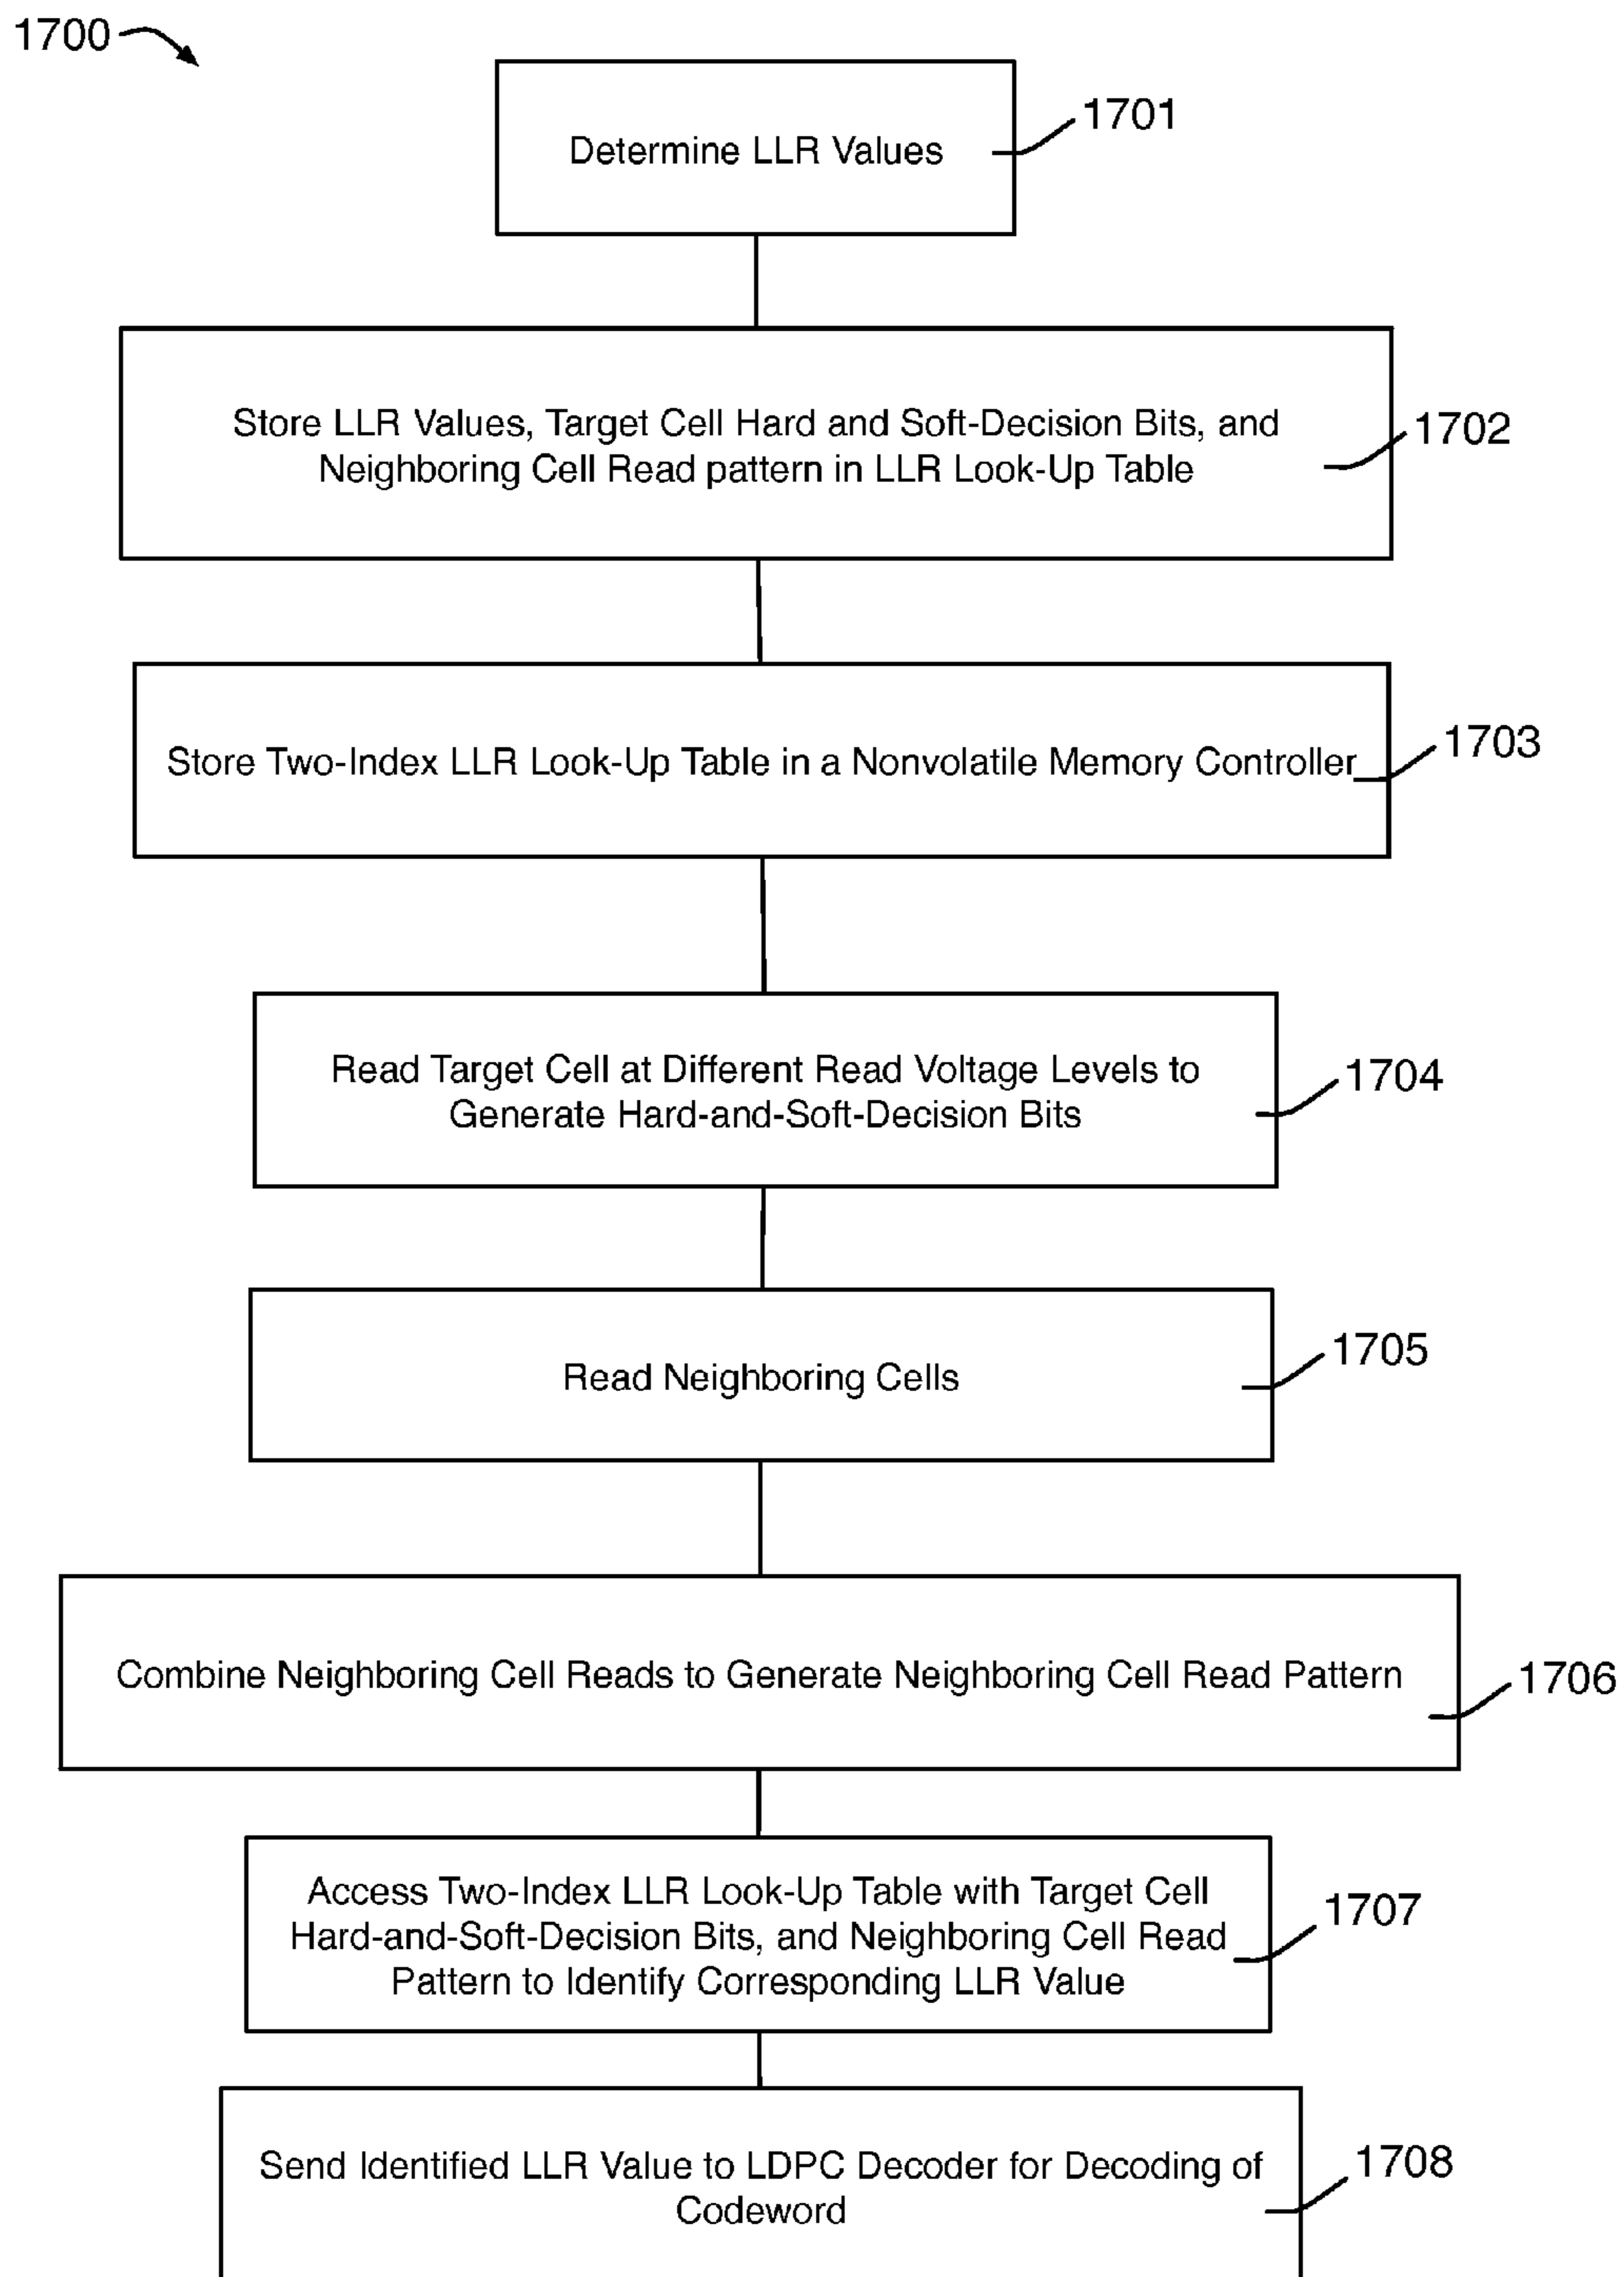 1700
Determine LLR Values
1701
Store LLR Values, Target Cell Hard and Soft-Decision Bits, and
Neighboring Cell Read pattern in LLR Look-Up Table
1702
Store Two-Index LLR Look-Up Table in a Nonvolatile Memory Controller
1703
Read Target Cell at Different Read Voltage Levels to
Generate Hard-and-Soft-Decision Bits
1704
Read Neighboring Cells
1705
Combine Neighboring Cell Reads to Generate Neighboring Cell Read Pattern
1706
Access Two-Index LLR Look-Up Table with Target Cell
Hard-and-Soft-Decision Bits, and Neighboring Cell Read
Pattern to Identify Corresponding LLR Value
1707
Send Identified LLR Value to LDPC Decoder for Decoding of
Codeword
1708